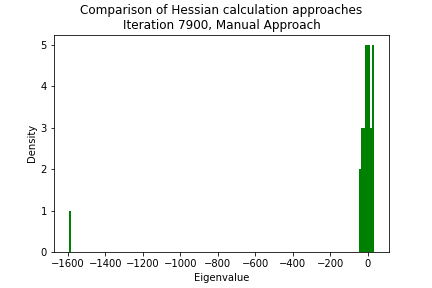 Comparison of Hessian calculation approaches
Iteration 7900, Manual Approach
Density
5
4
3
2
1
0
−1600 −1400 −1200 −1000 −800 −600 −400 −200 0
Eigenvalue